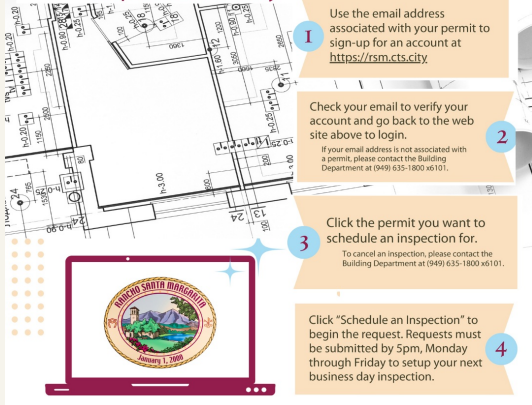 1
Use the email address
associated with your permit to
sign-up for an account at
https://rsm.cts.city
Check your email to verify your
account and go back to the web
site above to login.
If your email address is not associated with
a permit, please contact the Building
Department at (949) 635-1800 x6101.
2
3
Click the permit you want to
schedule an inspection for.
To cancel an inspection, please contact the
Building Department at (949) 635-1800 x6101.
RANCHO SANTA MARGARITA
January 1, 2000
Click "Schedule an Inspection" to
begin the request. Requests must
be submitted by 5pm, Monday
through Friday to setup your next
business day inspection.
4
h-3.00